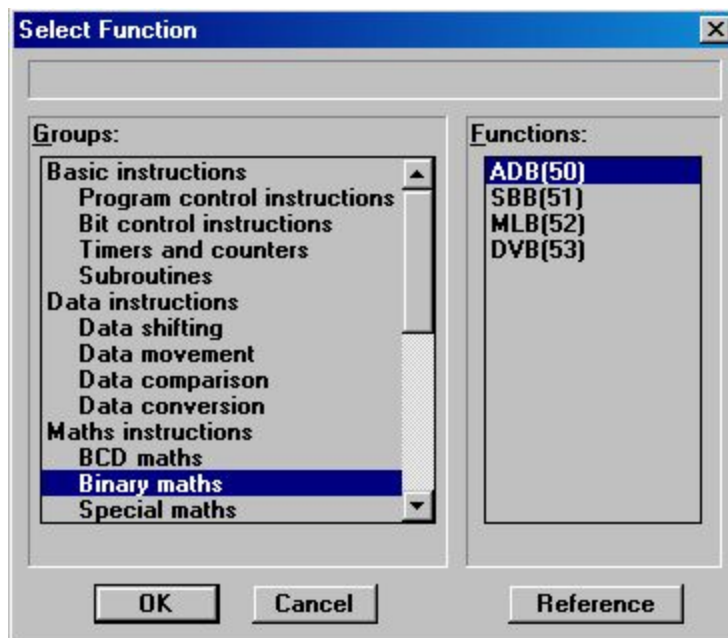 Select Function
Groups:
Basic instructions
Program control instructions
Bit control instructions
Timers and counters
Subroutines
Data instructions
Data shifting
Data movement
Data comparison
Data conversion
Maths instructions
BCD maths
Binary maths
Special maths
Functions:
ADB(50)
SBB(51)
MLB(52)
DVB(53)
OK
Cancel
Reference